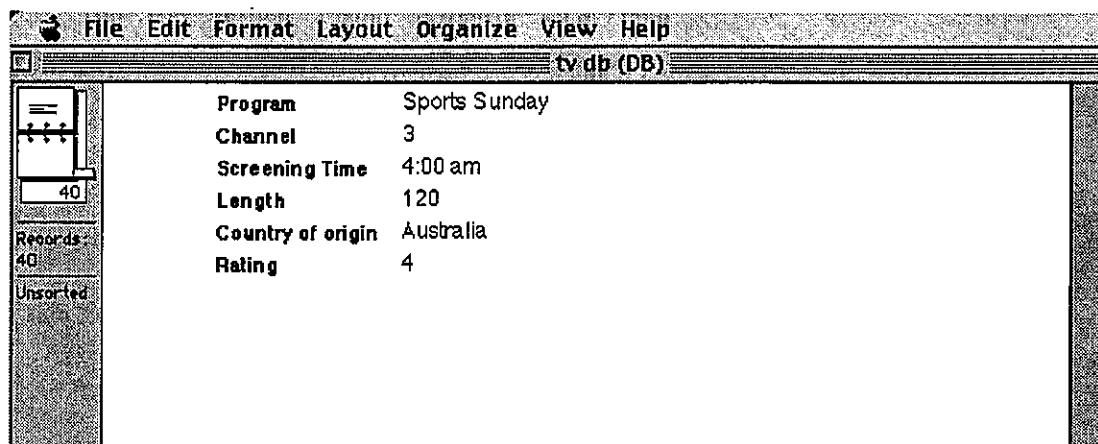 File Edit Format Layout Organize View Help
tv db (DB)
Program Sports Sunday
Channel 3
Screening Time 4:00 am
Length 120
Country of origin Australia
Rating 4
40
Records:
40
Unsorted